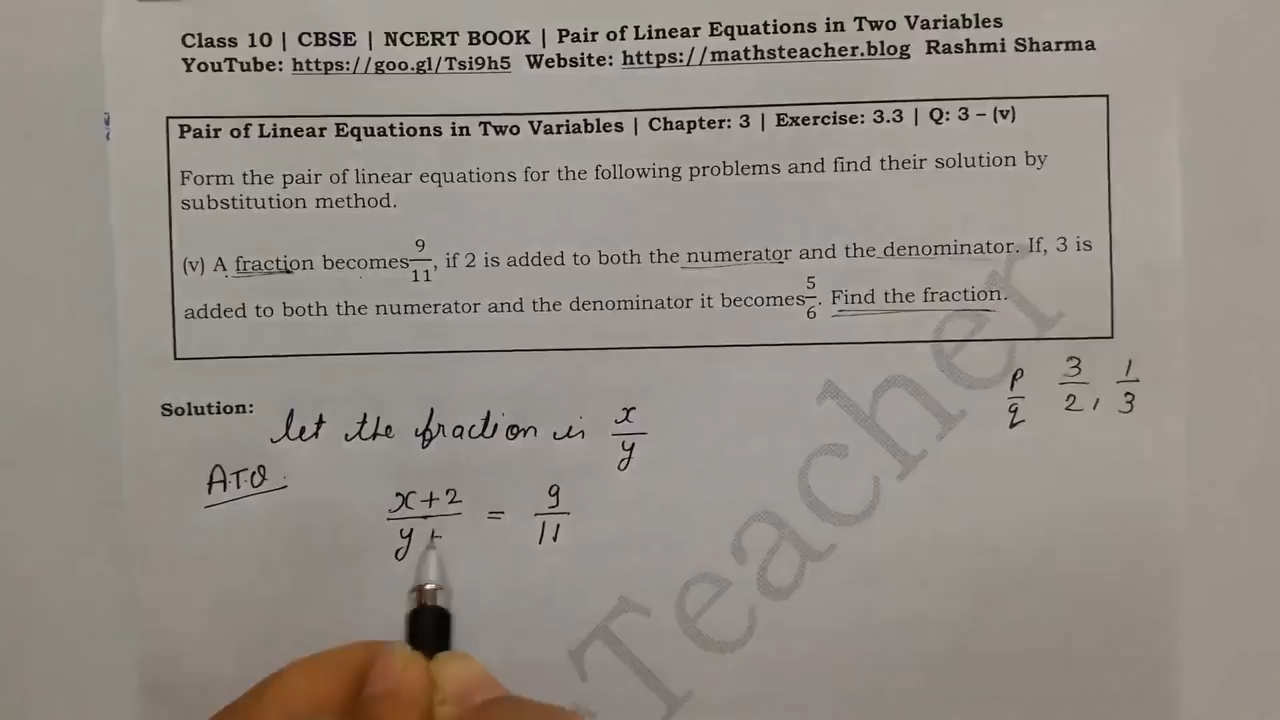 Class 10 | CBSE | NCERT BOOK | Pair of Linear Equations in Two Variables
YouTube: https://goo.gl/Tsi9h5 Website: https://mathsteacher.blog Rashmi Sharma
Pair of Linear Equations in Two Variables | Chapter: 3 | Exercise: 3.3 | Q: 3 – (v)
Form the pair of linear equations for the following problems and find their solution by
substitution method.
(v) A fraction becomes 9/11, if 2 is added to both the numerator and the denominator. If, 3 is
added to both the numerator and the denominator it becomes 5/6. Find the fraction.
p/q 3/2, 1/3
Solution: let the fraction is x/y
A.T.Q.
x+2 = 9
y+ 11
Teacher